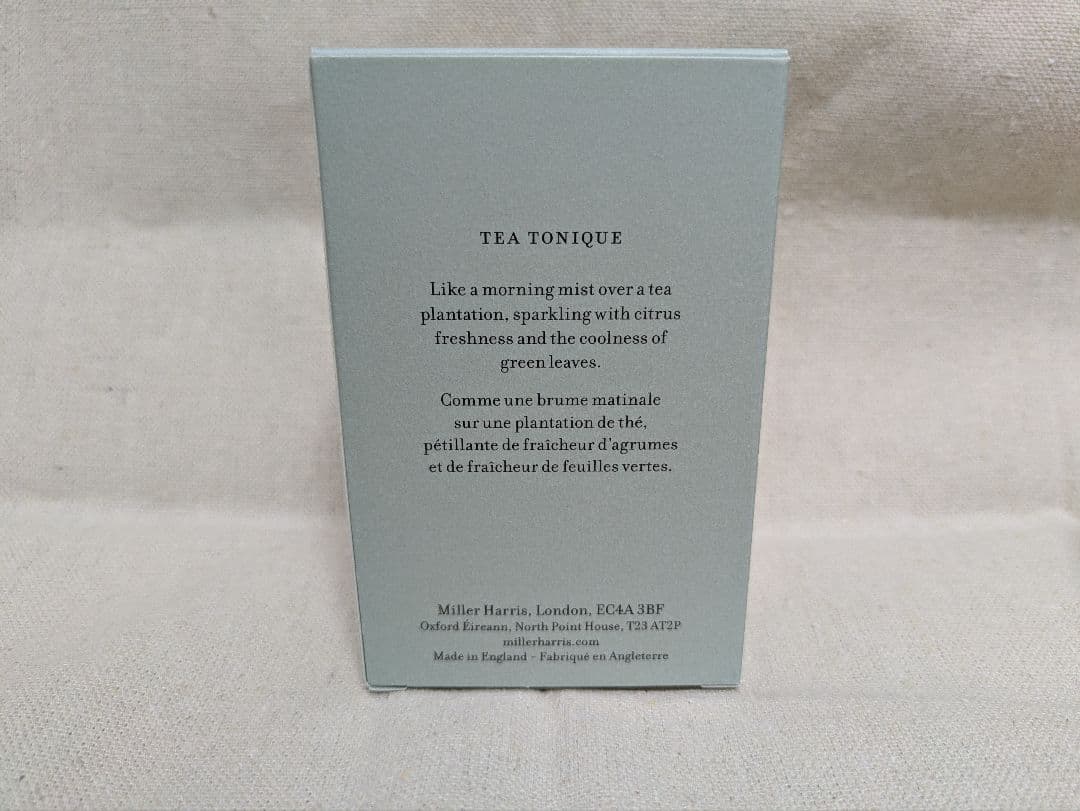 TEA TONIQUE
Like a morning mist over a tea
plantation, sparkling with citrus
freshness and the coolness of
green leaves.
Comme une brume matinale
sur une plantation de thé,
pétillante de fraîcheur d'agrumes
et de fraîcheur de feuilles vertes.
Miller Harris, London, EC4A 3BF
Oxford Éireann, North Point House, T23 AT2P
millerharris.com
Made in England – Fabriqué en Angleterre